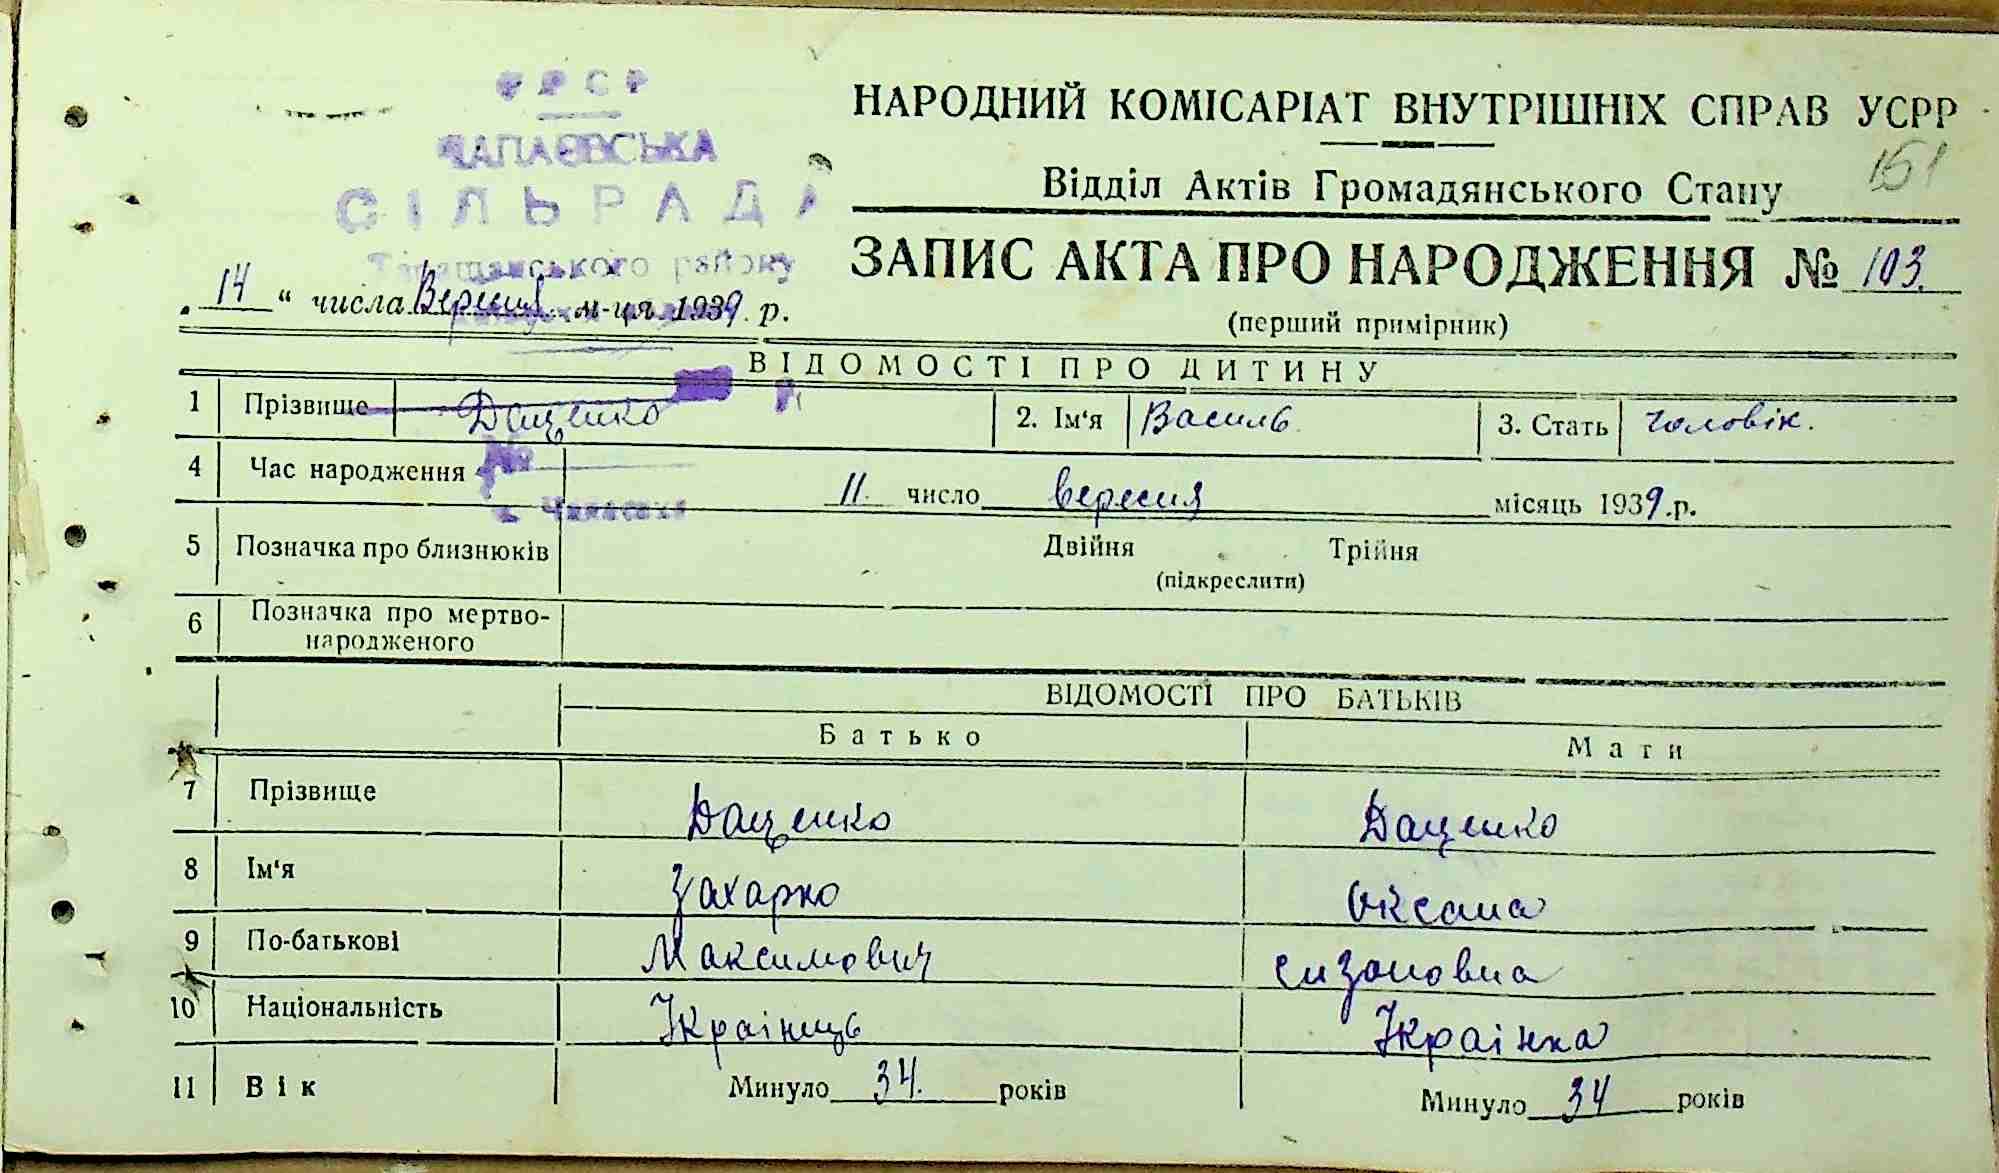 УРСР
ЧАПАЄВСЬКА
СІЛЬРАДА
Таращанського району
НАРОДНИЙ КОМІСАРІАТ ВНУТРІШНІХ СПРАВ УСРР
151
Відділ Актів Громадянського Стану
ЗАПИС АКТА ПРО НАРОДЖЕННЯ № 103.
„14“ числа Вересня м-ця 1939 р.
(перший примірник)
ВІДОМОСТІ ПРО ДИТИНУ
1 Прізвище Даценко 2. Ім'я Василь 3. Стать Чоловік.
4 Час народження 11. число вересня місяць 1939.р.
5 Позначка про близнюків Двійня Трійня
(підкреслити)
6 Позначка про мертво-
народженого
ВІДОМОСТІ ПРО БАТЬКІВ
Батько Мати
7 Прізвище Даценко Даценко
8 Ім'я Захарко Оксана
9 По-батькові Максимович
10 Національність Українець Українка
11 Вік Минуло 34. років Минуло 34 років